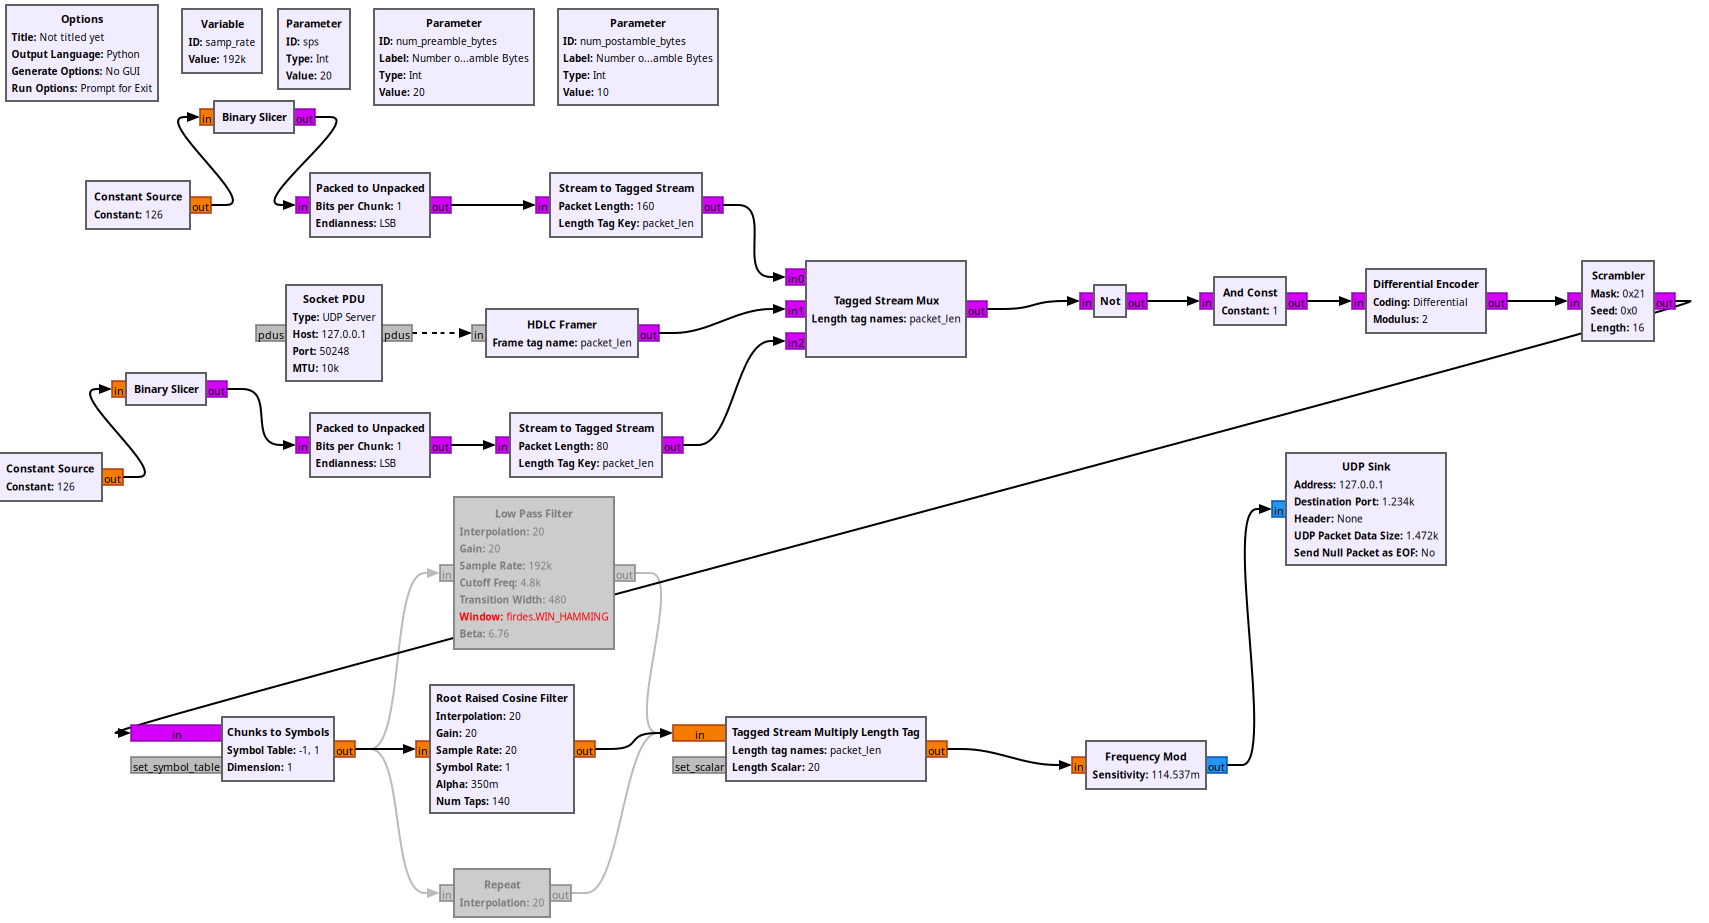 Options
Title: Not titled yet
Output Language: Python
Generate Options: No GUI
Run Options: Prompt for Exit
Variable
ID: samp_rate
Value: 192k
Parameter
ID: sps
Type: Int
Value: 20
Parameter
ID: num_preamble_bytes
Label: Number o...amble Bytes
Type: Int
Value: 20
Parameter
ID: num_postamble_bytes
Label: Number o...amble Bytes
Type: Int
Value: 10
in
Binary Slicer
out
Constant Source
Constant: 126
out
in
Packed to Unpacked
Bits per Chunk: 1
Endianness: LSB
out
in
Stream to Tagged Stream
Packet Length: 160
Length Tag Key: packet_len
out
pdus
Socket PDU
Type: UDP Server
Host: 127.0.0.1
Port: 50248
MTU: 10k
pdus
in
HDLC Framer
Frame tag name: packet_len
out
in0
in1
in2
Tagged Stream Mux
Length tag names: packet_len
out
in
Not
out
in
And Const
Constant: 1
out
in
Differential Encoder
Coding: Differential
Modulus: 2
out
in
Scrambler
Mask: 0x21
Seed: 0x0
Length: 16
out
in
Binary Slicer
out
Constant Source
Constant: 126
out
in
Packed to Unpacked
Bits per Chunk: 1
Endianness: LSB
out
in
Stream to Tagged Stream
Packet Length: 80
Length Tag Key: packet_len
out
in
UDP Sink
Address: 127.0.0.1
Destination Port: 1.234k
Header: None
UDP Packet Data Size: 1.472k
Send Null Packet as EOF: No
in
Low Pass Filter
Interpolation: 20
Gain: 20
Sample Rate: 192k
Cutoff Freq: 4.8k
Transition Width: 480
Window: firdes.WIN_HAMMING
Beta: 6.76
out
in
set_symbol_table
Chunks to Symbols
Symbol Table: -1, 1
Dimension: 1
out
in
Root Raised Cosine Filter
Interpolation: 20
Gain: 20
Sample Rate: 20
Symbol Rate: 1
Alpha: 350m
Num Taps: 140
out
in
set_scalar
Tagged Stream Multiply Length Tag
Length tag names: packet_len
Length Scalar: 20
out
in
Frequency Mod
Sensitivity: 114.537m
out
in
Repeat
Interpolation: 20
out